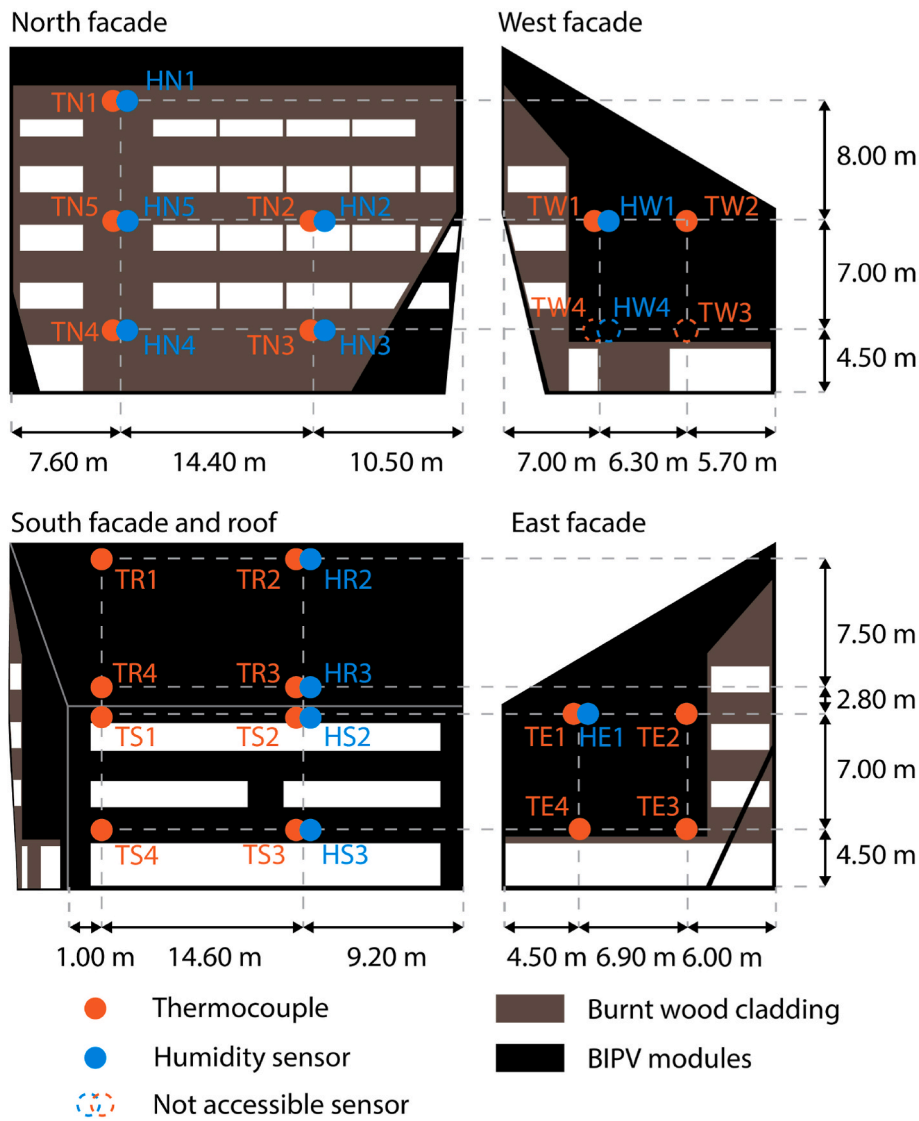 North facade
West facade
HN1
TN1
8.00 m
TN5 HN5 TN2 HN2
TW1 HW1 TW2
7.00 m
TW4 HW4 TW3
TN4 HN4 TN3 HN3
4.50 m
7.60 m 14.40 m 10.50 m
7.00 m 6.30 m 5.70 m
South facade and roof
East facade
TR1 TR2 HR2
7.50 m
TR4 TR3 HR3
2.80 m
TS1 TS2 HS2
TE1 HE1 TE2
7.00 m
TE4 TE3
TS4 TS3 HS3
4.50 m
1.00 m 14.60 m 9.20 m
4.50 m 6.90 m 6.00 m
Thermocouple
Burnt wood cladding
Humidity sensor
BIPV modules
Not accessible sensor